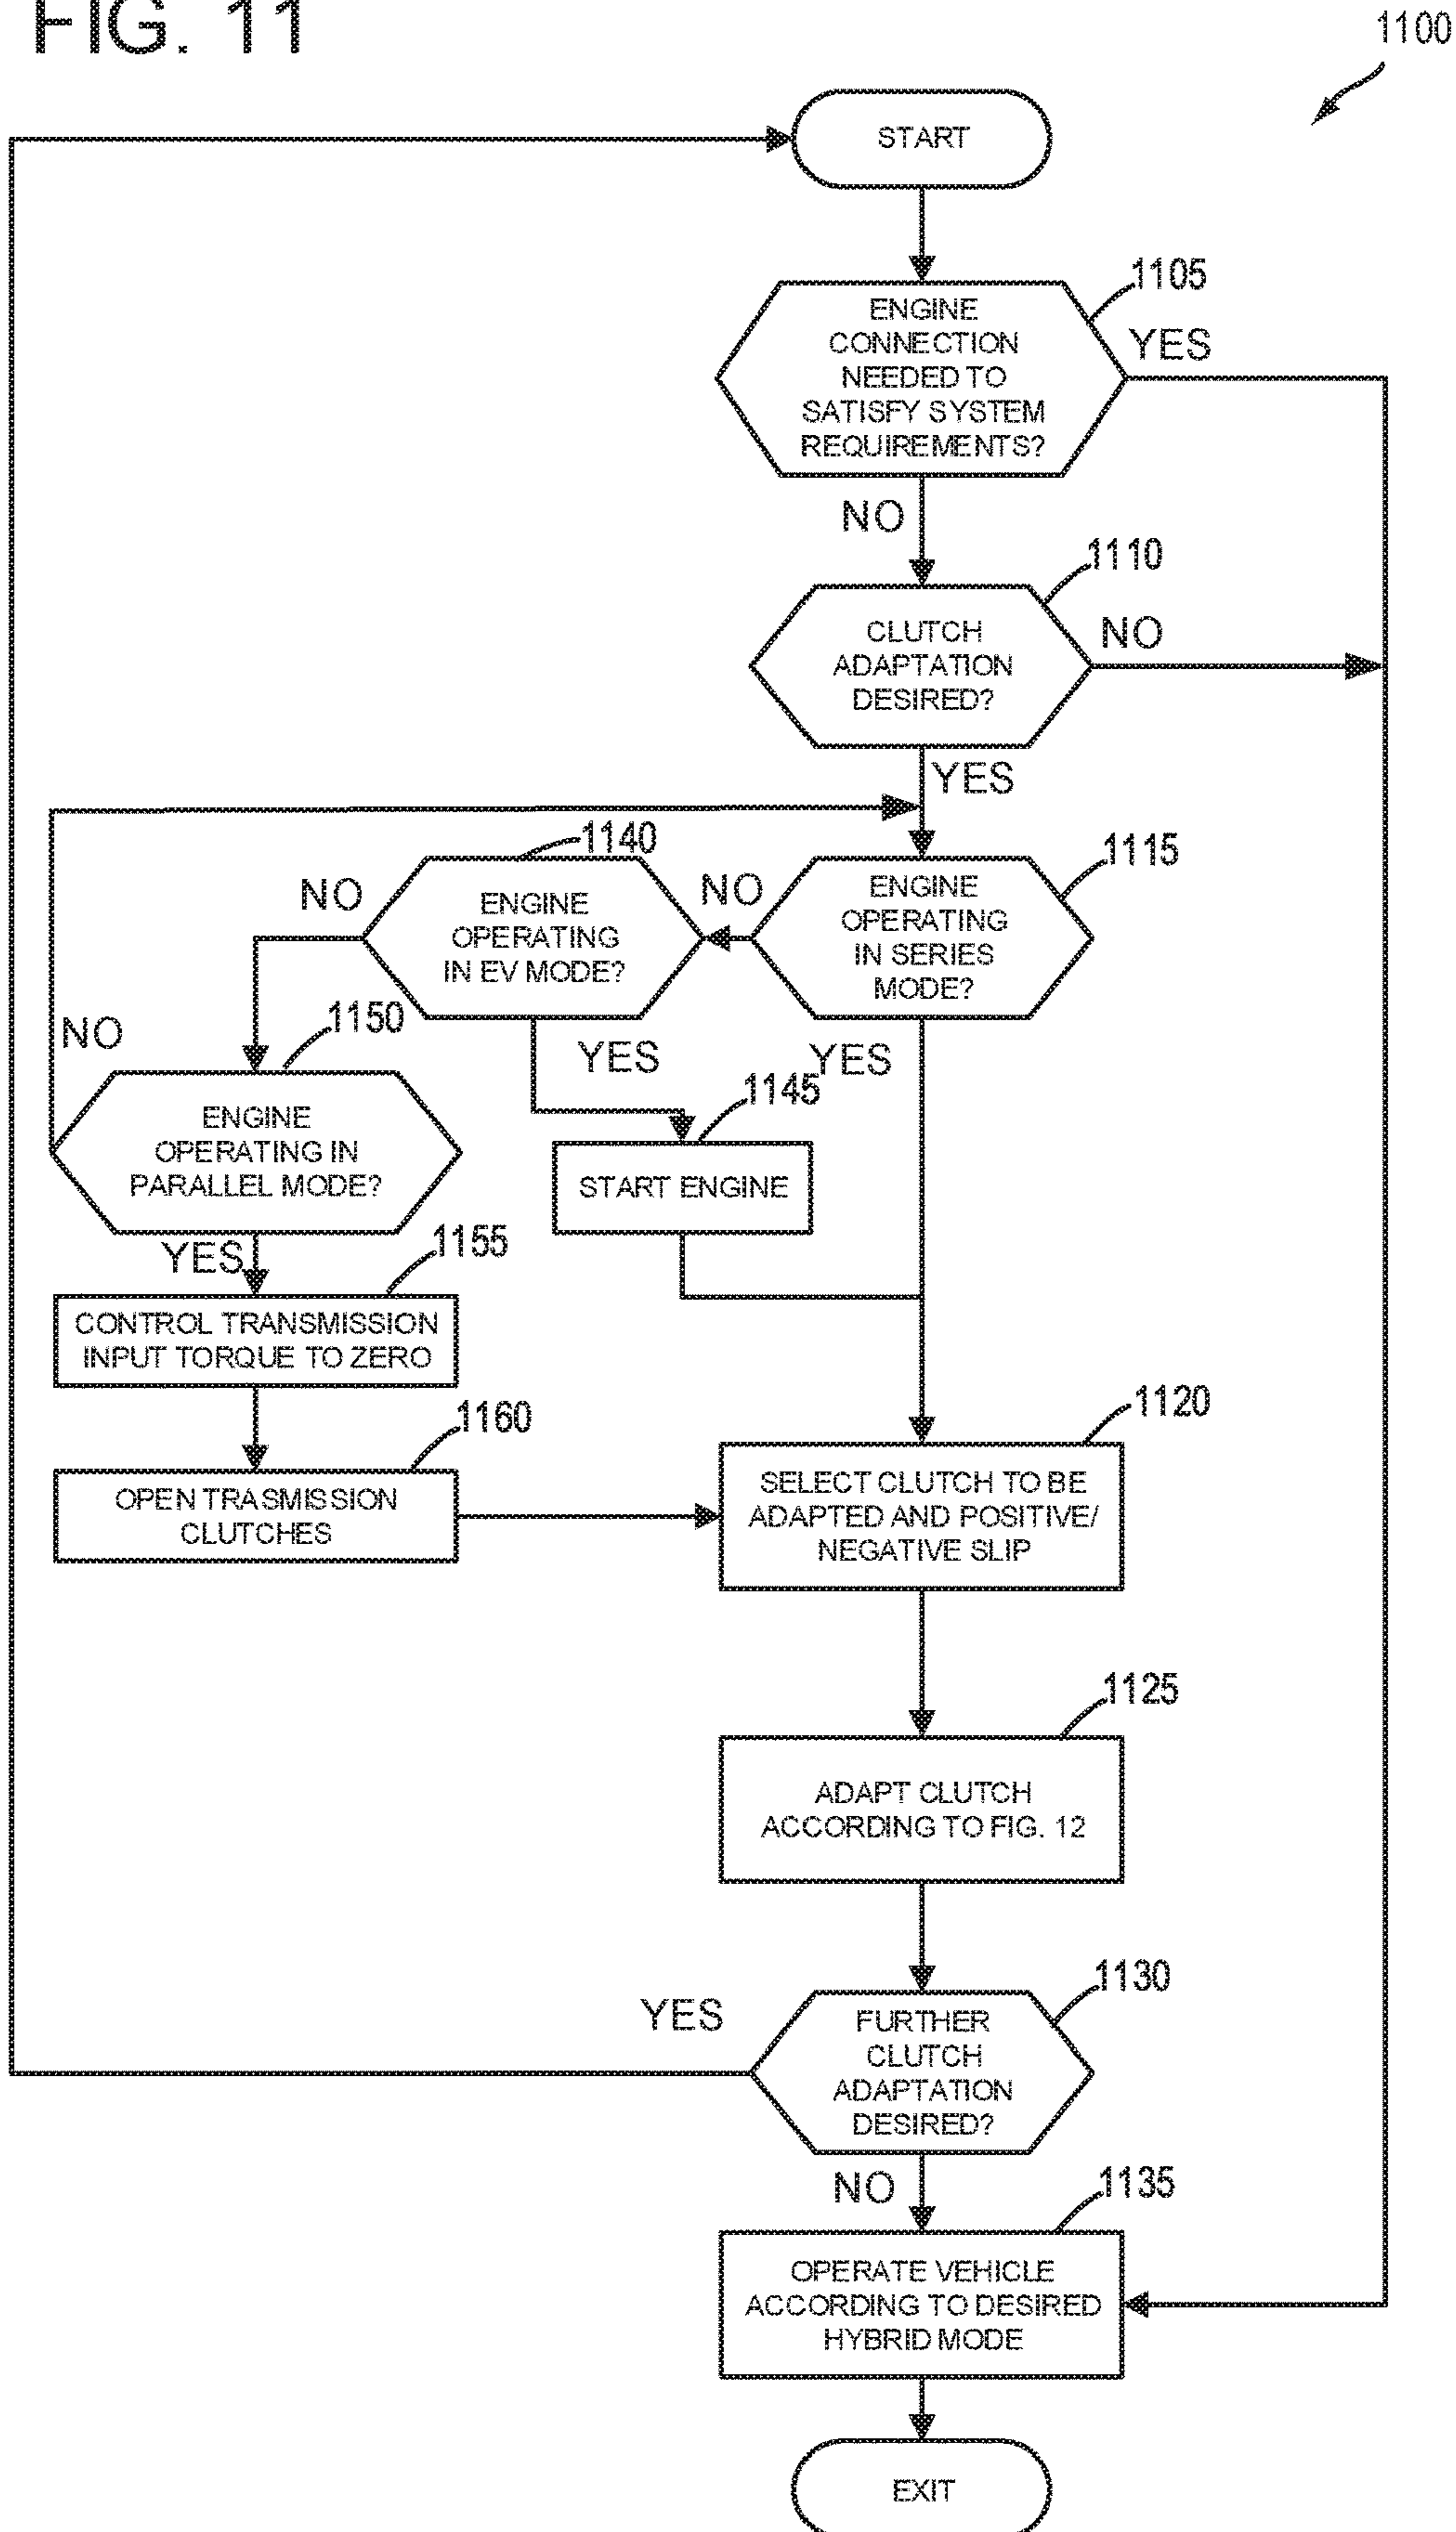 FIG. 11
1100
START
1105
ENGINE
CONNECTION
NEEDED TO
SATISFY SYSTEM
REQUIREMENTS?
YES
NO
1110
CLUTCH
ADAPTATION
DESIRED?
NO
YES
1115
ENGINE
OPERATING
IN SERIES
MODE?
NO
YES
1140
ENGINE
OPERATING
IN EV MODE?
NO
YES
1145
START ENGINE
1150
ENGINE
OPERATING IN
PARALLEL MODE?
NO
YES
1155
CONTROL TRANSMISSION
INPUT TORQUE TO ZERO
1160
OPEN TRASMISSION
CLUTCHES
1120
SELECT CLUTCH TO BE
ADAPTED AND POSITIVE/
NEGATIVE SLIP
1125
ADAPT CLUTCH
ACCORDING TO FIG. 12
1130
FURTHER
CLUTCH
ADAPTATION
DESIRED?
YES
NO
1135
OPERATE VEHICLE
ACCORDING TO DESIRED
HYBRID MODE
EXIT